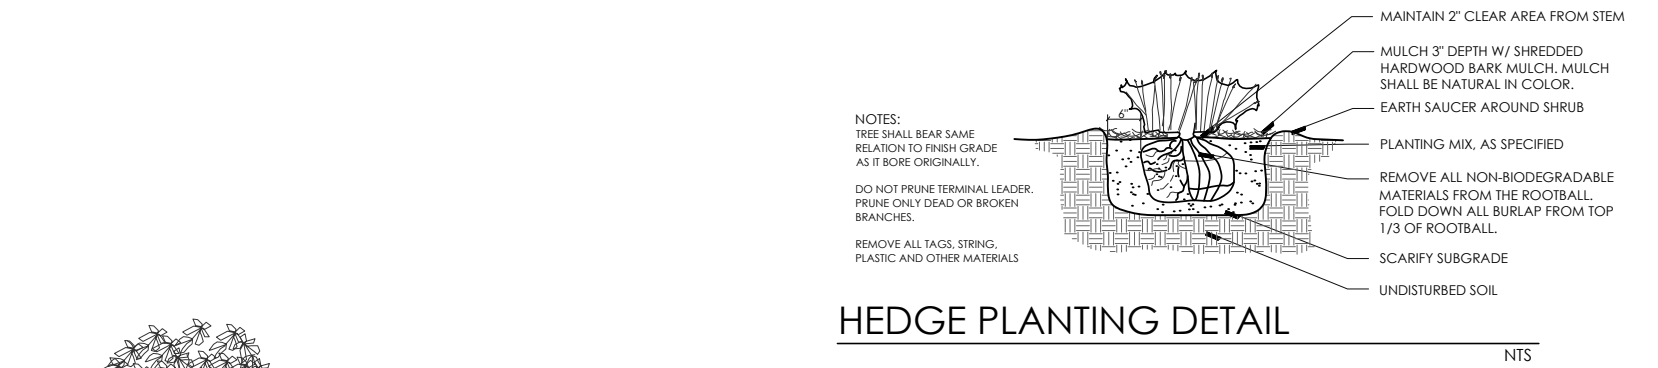 MAINTAIN 2" CLEAR AREA FROM STEM
MULCH 3" DEPTH W/ SHREDDED
HARDWOOD BARK MULCH. MULCH
SHALL BE NATURAL IN COLOR.
EARTH SAUCER AROUND SHRUB
PLANTING MIX, AS SPECIFIED
REMOVE ALL NON-BIODEGRADABLE
MATERIALS FROM THE ROOTBALL.
FOLD DOWN ALL BURLAP FROM TOP
1/3 OF ROOTBALL.
SCARIFY SUBGRADE
UNDISTURBED SOIL
6"
NOTES:
TREE SHALL BEAR SAME
RELATION TO FINISH GRADE
AS IT BORE ORIGINALLY.
DO NOT PRUNE TERMINAL LEADER.
PRUNE ONLY DEAD OR BROKEN
BRANCHES.
REMOVE ALL TAGS, STRING,
PLASTIC AND OTHER MATERIALS
HEDGE PLANTING DETAIL
NTS